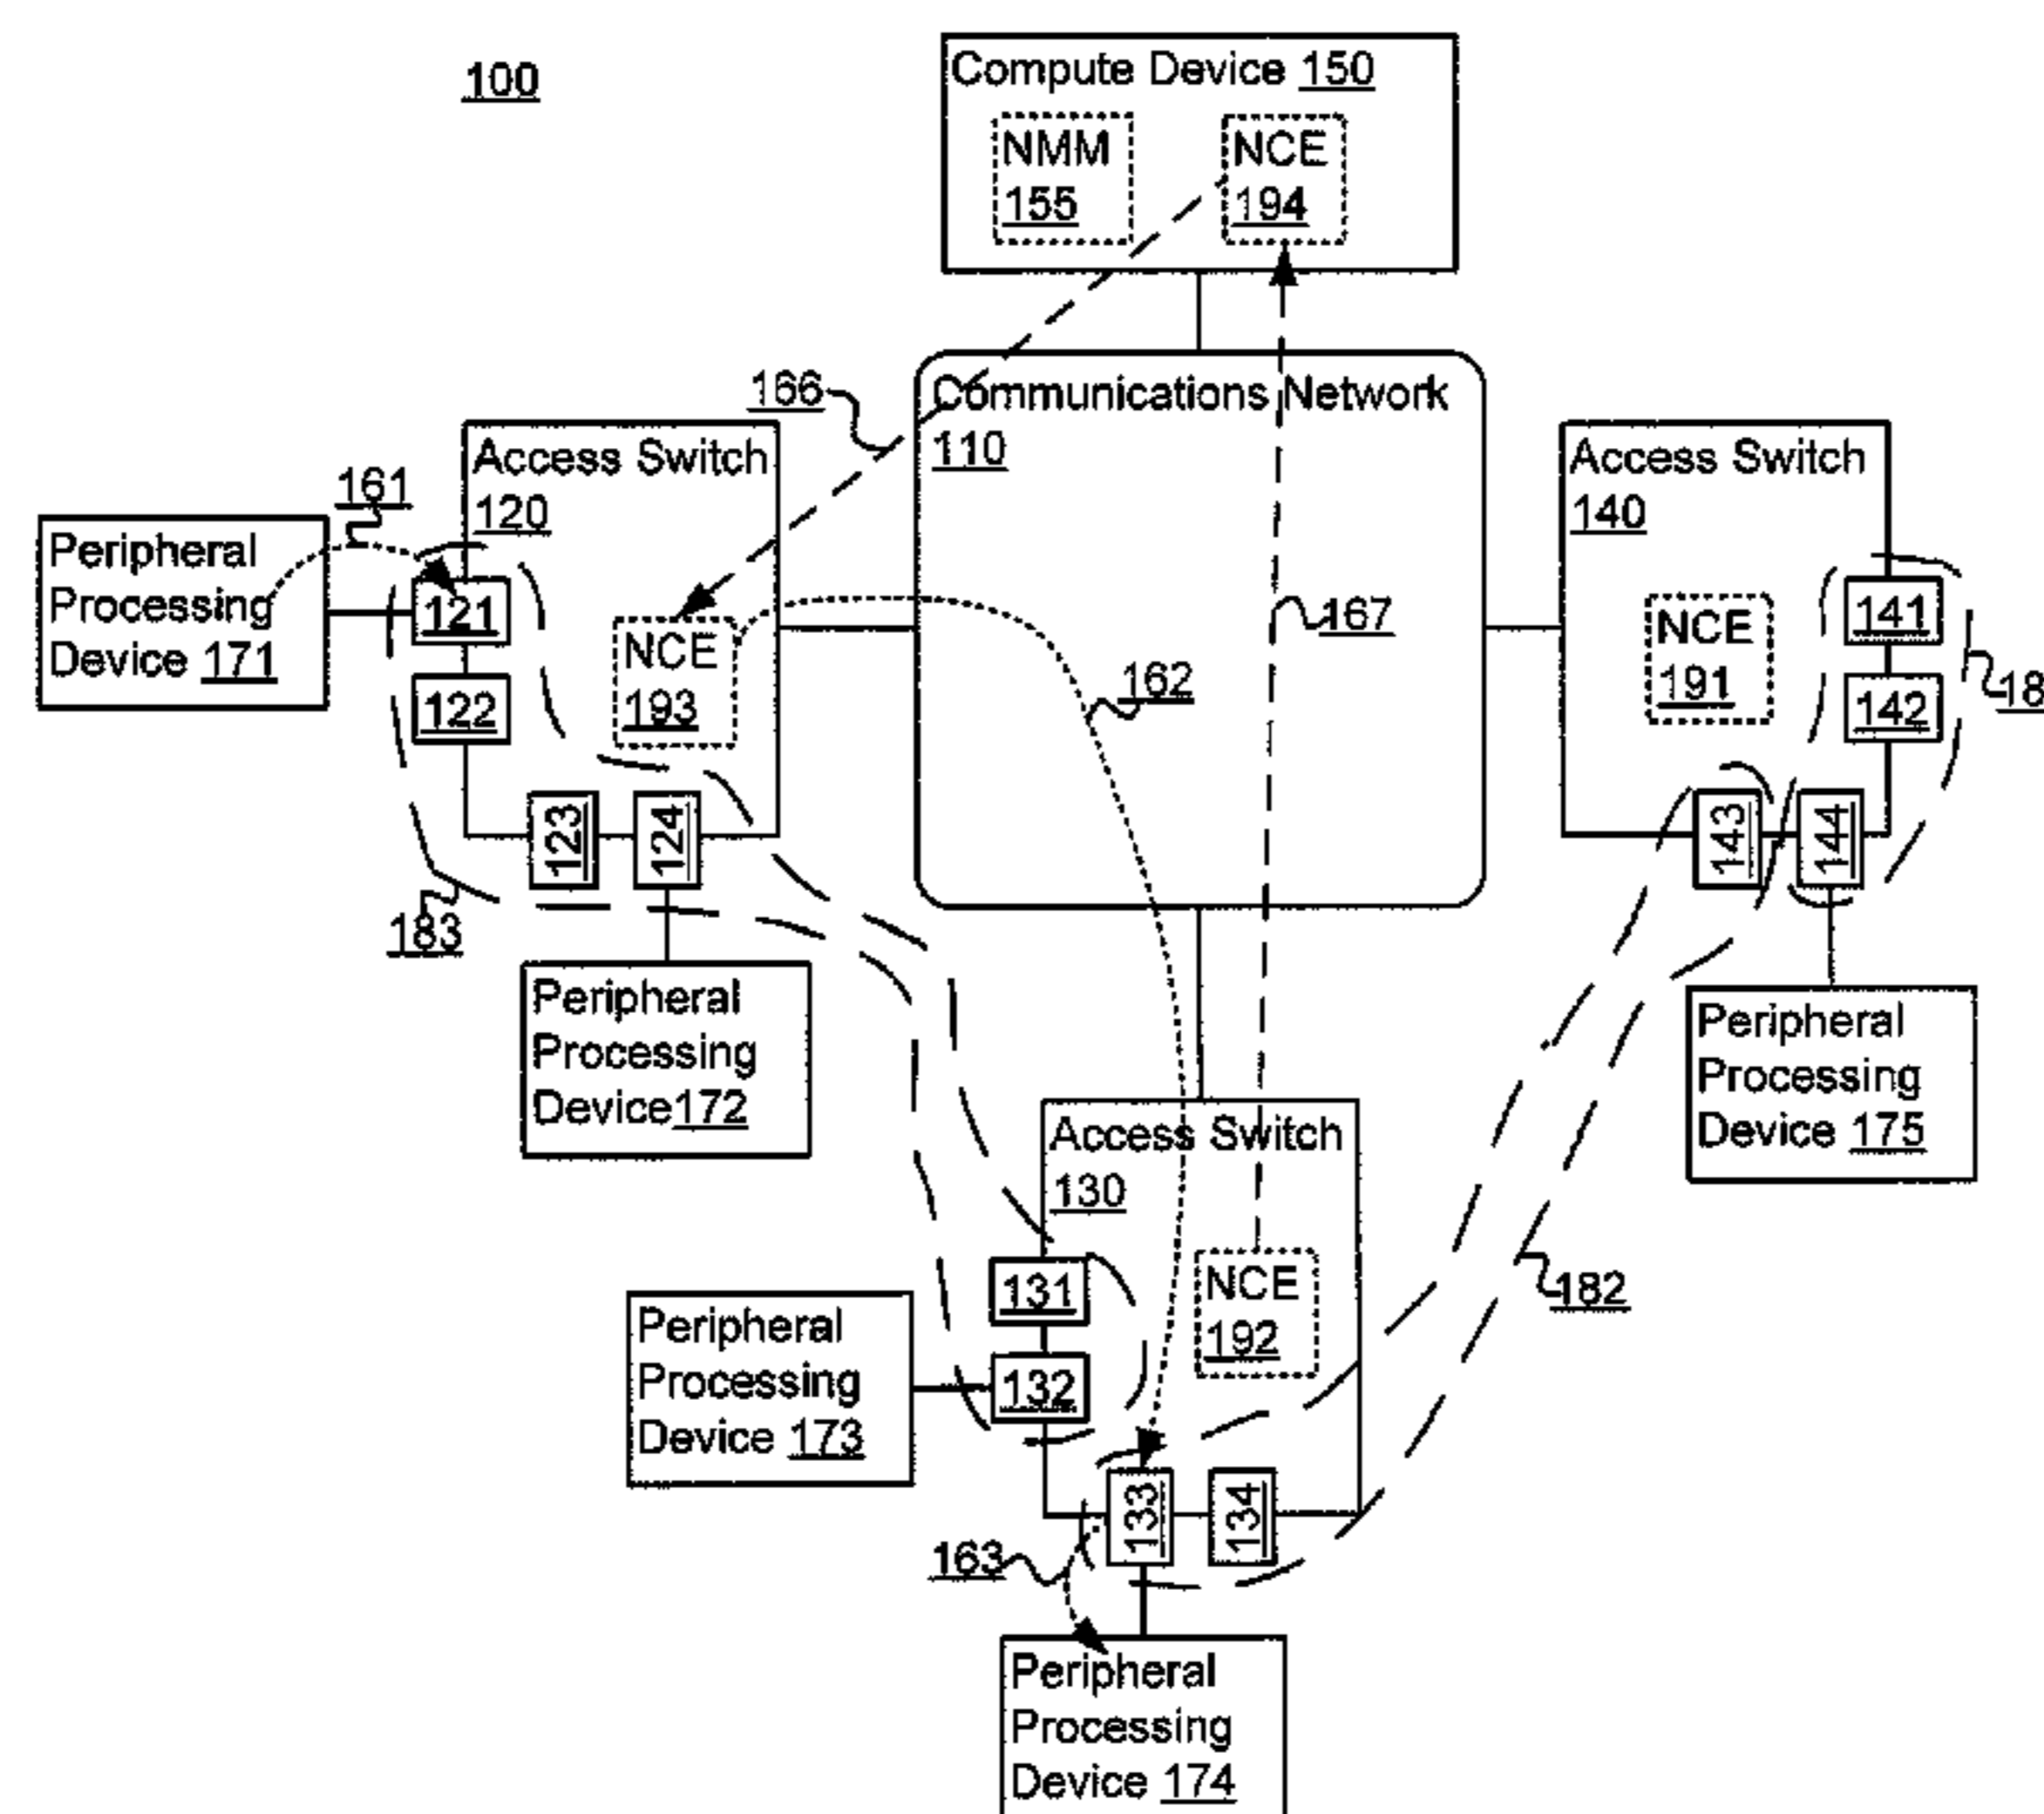 100
Compute Device 150
NMM
155
NCE
194
166
Communications Network
110
167
162
Access Switch
120
161
Peripheral
Processing
Device 171
121
122
NCE
193
123
124
183
Peripheral
Processing
Device 172
Access Switch
140
NCE
191
141
142
143
144
18
Peripheral
Processing
Device 175
182
Access Switch
130
131
132
NCE
192
133
134
Peripheral
Processing
Device 173
163
Peripheral
Processing
Device 174